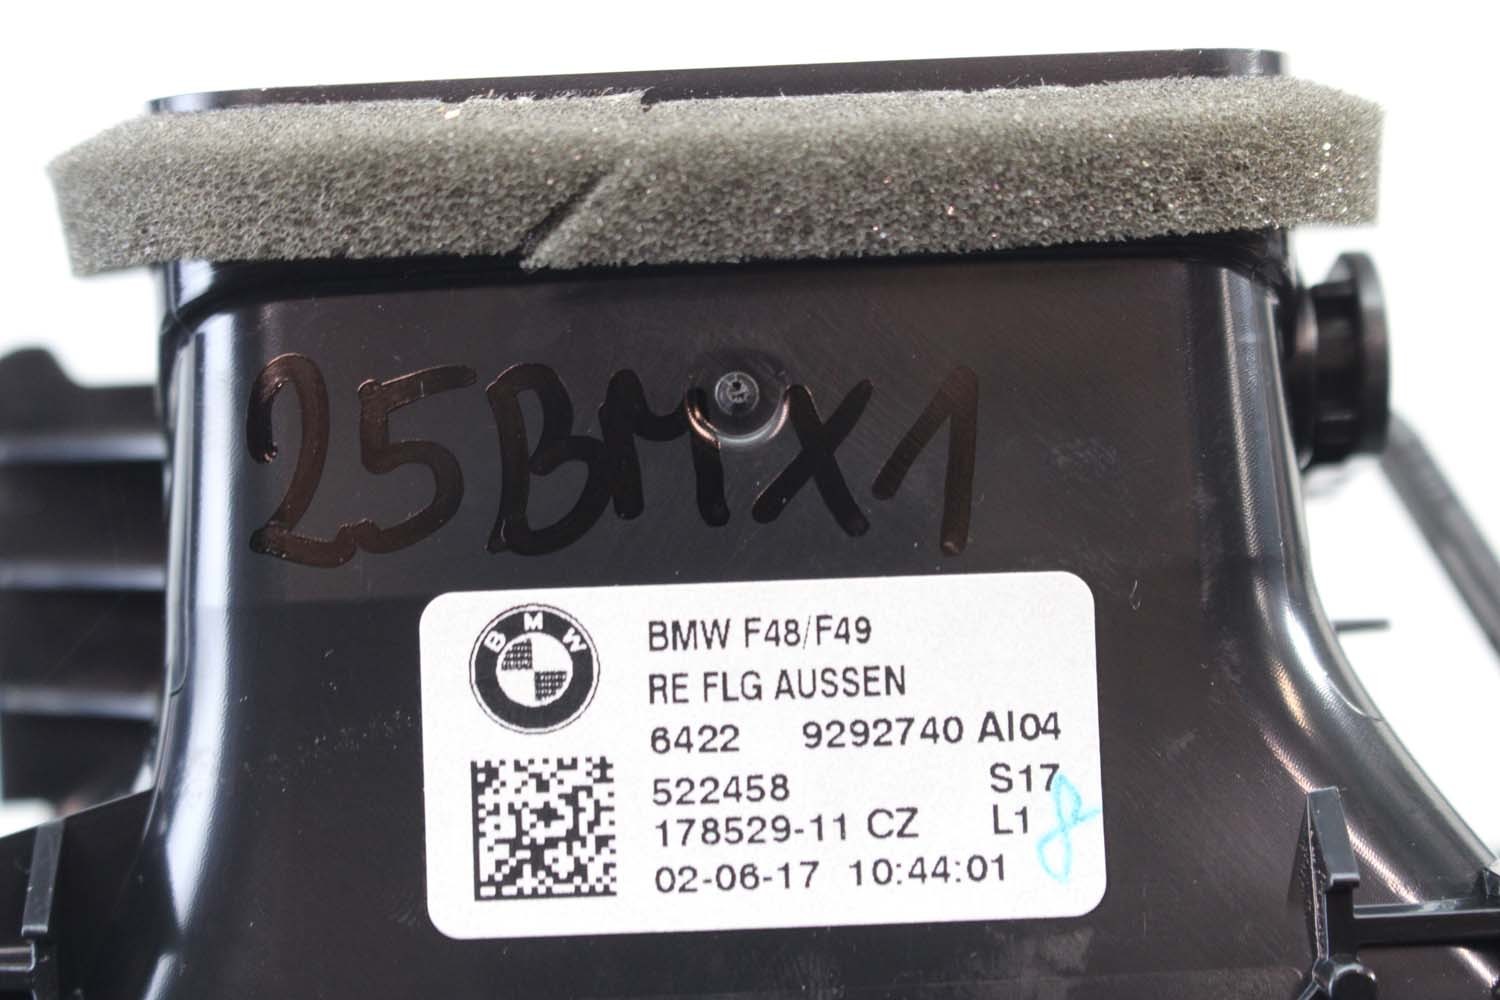 25BMX1
BMW
BMW F48/F49
RE FLG AUSSEN
6422 9292740 AI04
522458 S17
178529-11 CZ L1
02-06-17 10:44:01